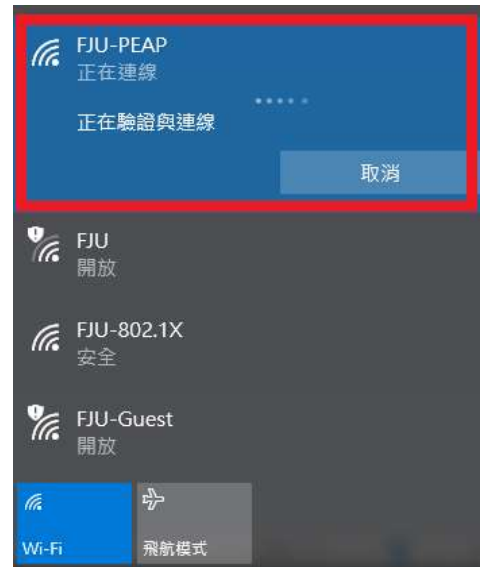 FJU-PEAP
正在連線
正在驗證與連線
取消
FJU
開放
FJU-802.1X
安全
FJU-Guest
開放
Wi-Fi
飛航模式